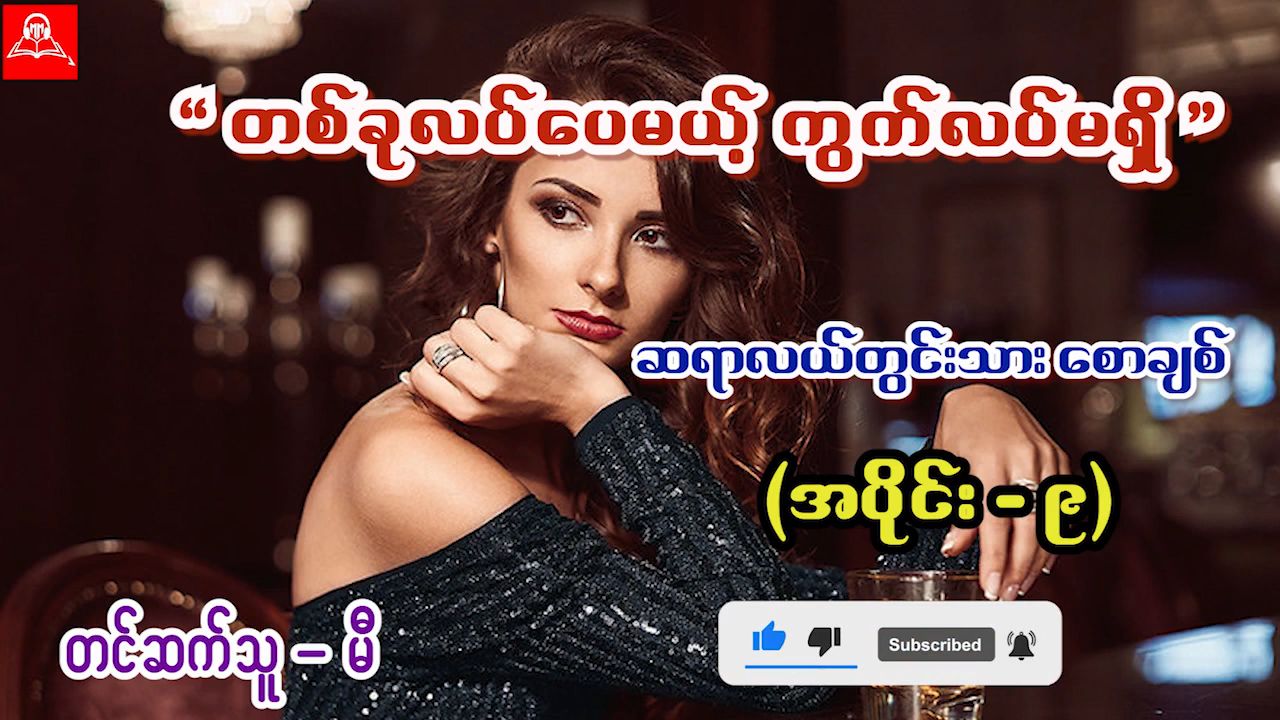 “ တစ်ခုလပ်ပေမယ့် ကွက်လပ်မရှိ ”
ဆရာလယ်တွင်းသား စောချစ်
(အပိုင်း - ၉)
တင်ဆက်သူ – မီ
Subscribed